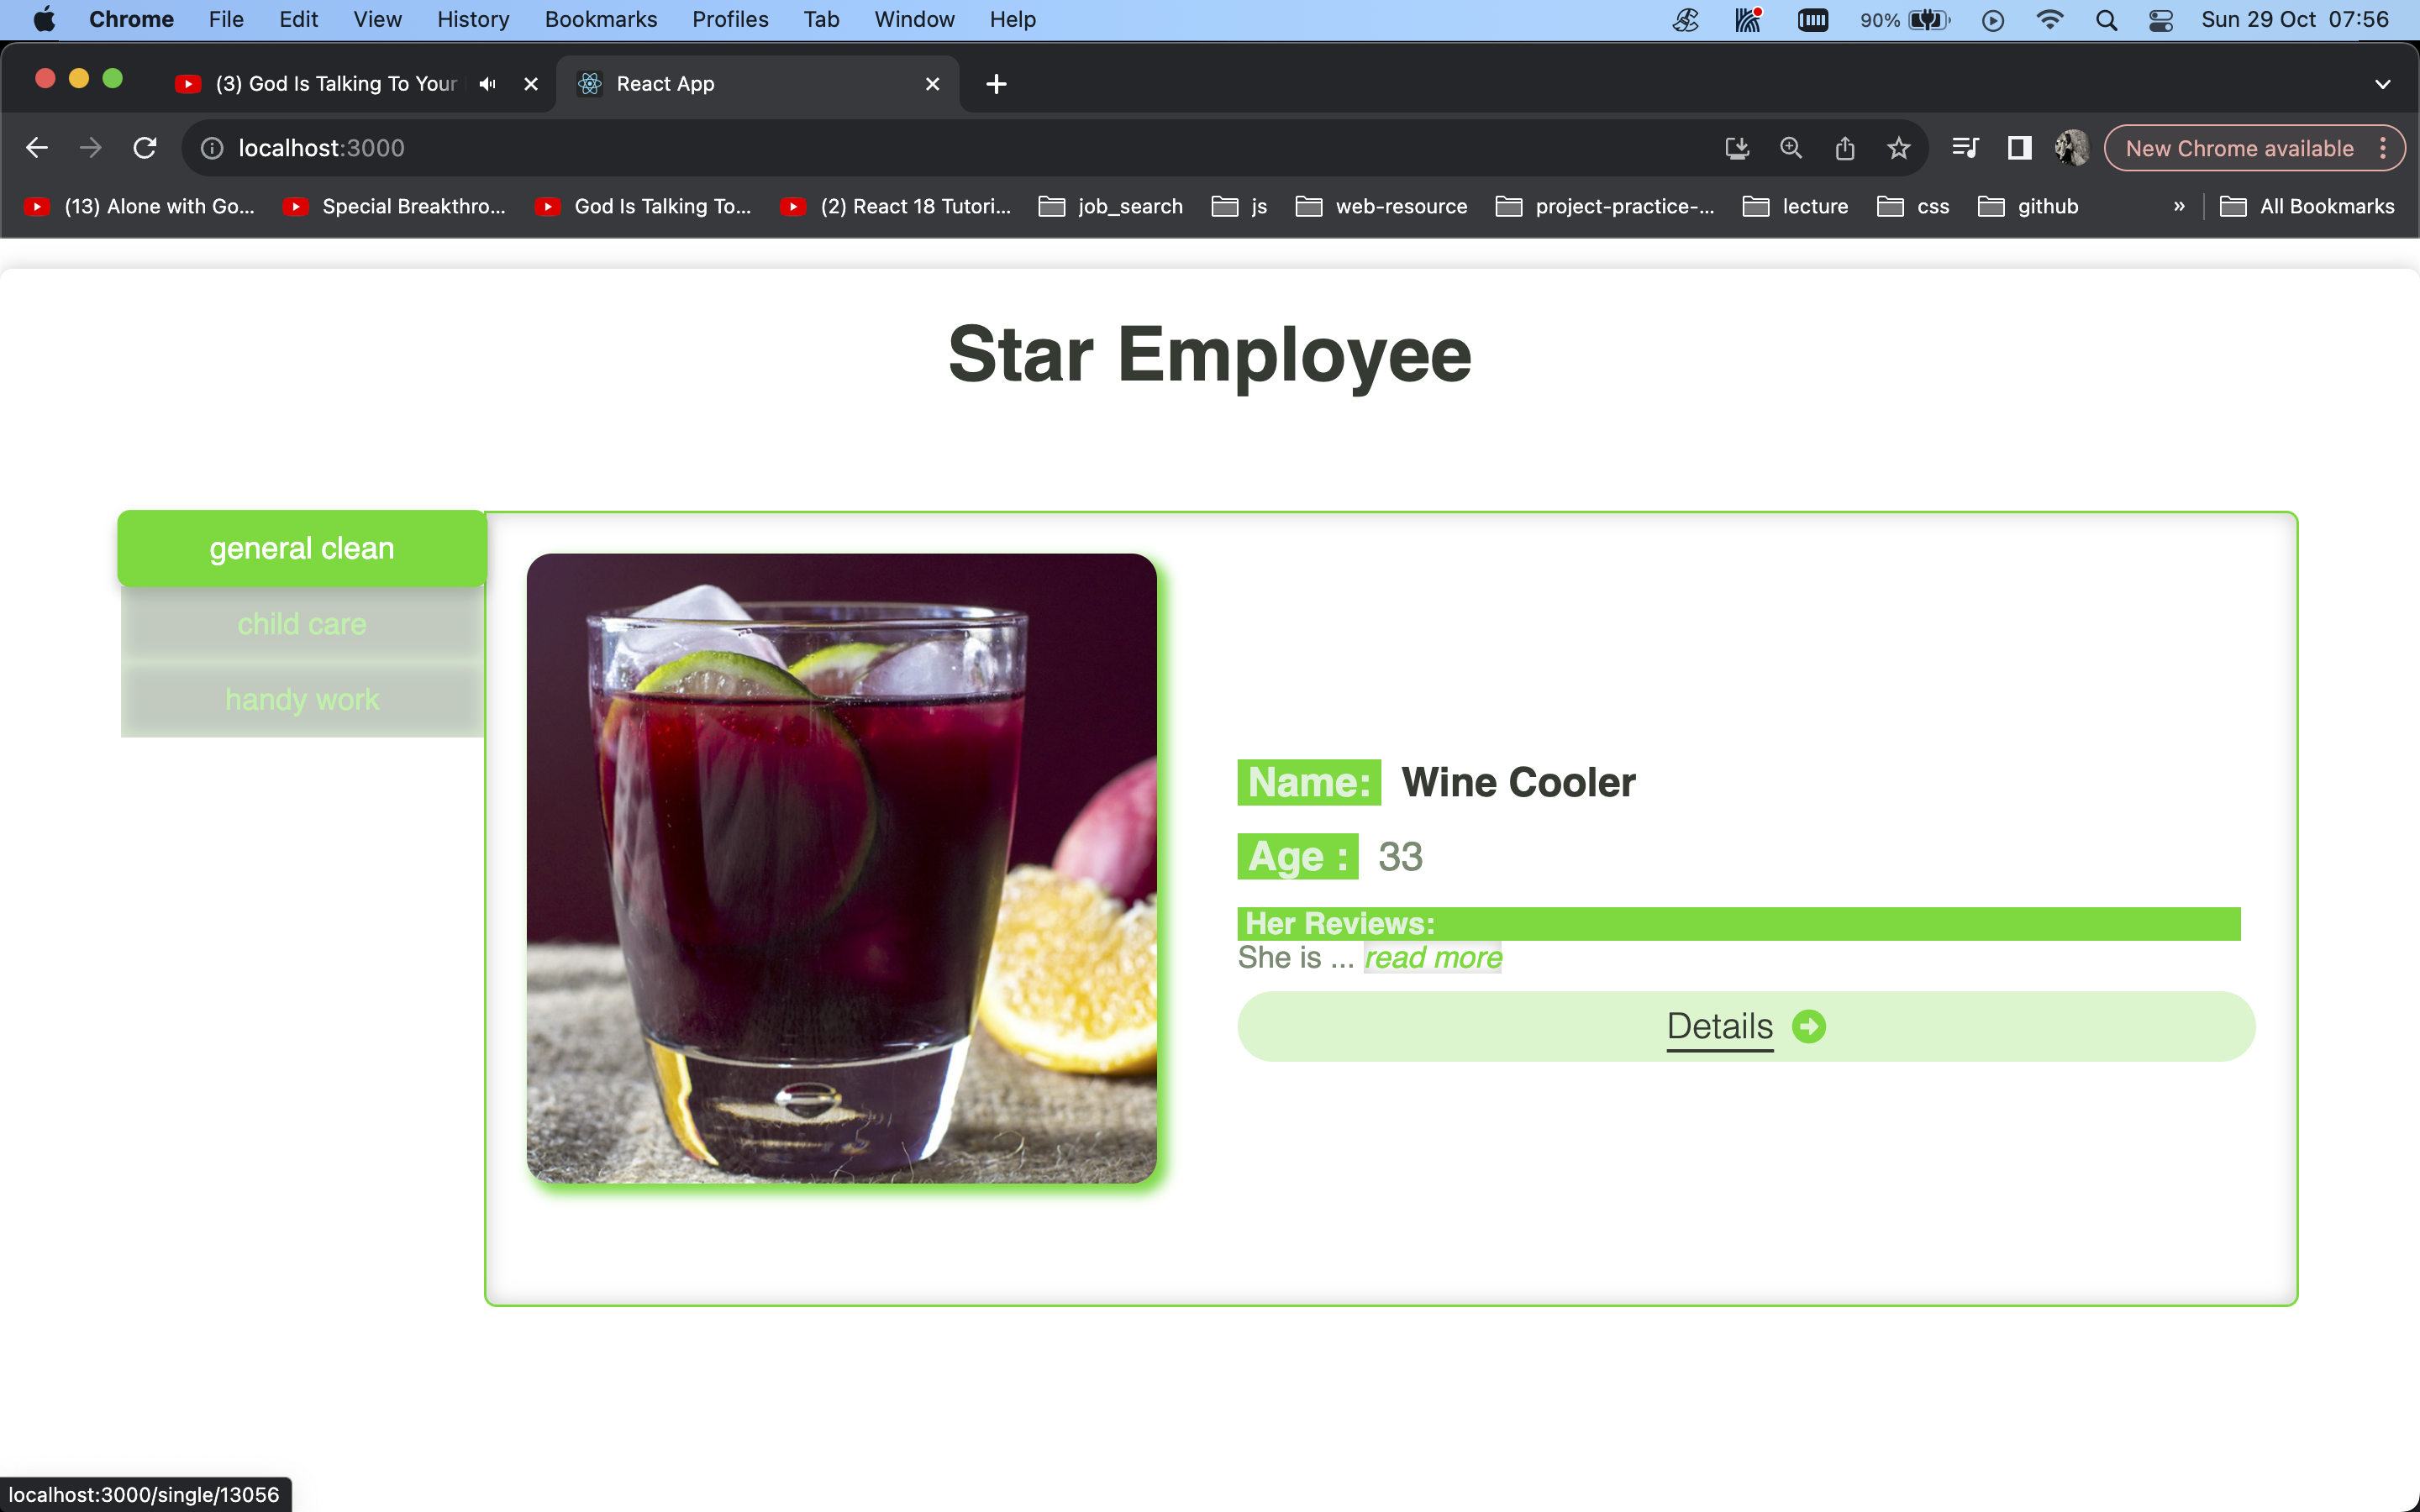 Chrome File Edit View History Bookmarks Profiles Tab Window Help 90% Sun 29 Oct 07:56
(3) God Is Talking To Your React App
localhost:3000 New Chrome available
(13) Alone with Go... Special Breakthro... God Is Talking To... (2) React 18 Tutori... job_search js web-resource project-practice-... lecture css github » All Bookmarks
Star Employee
general clean
child care
handy work
Name: Wine Cooler
Age : 33
Her Reviews:
She is ... read more
Details
localhost:3000/single/13056